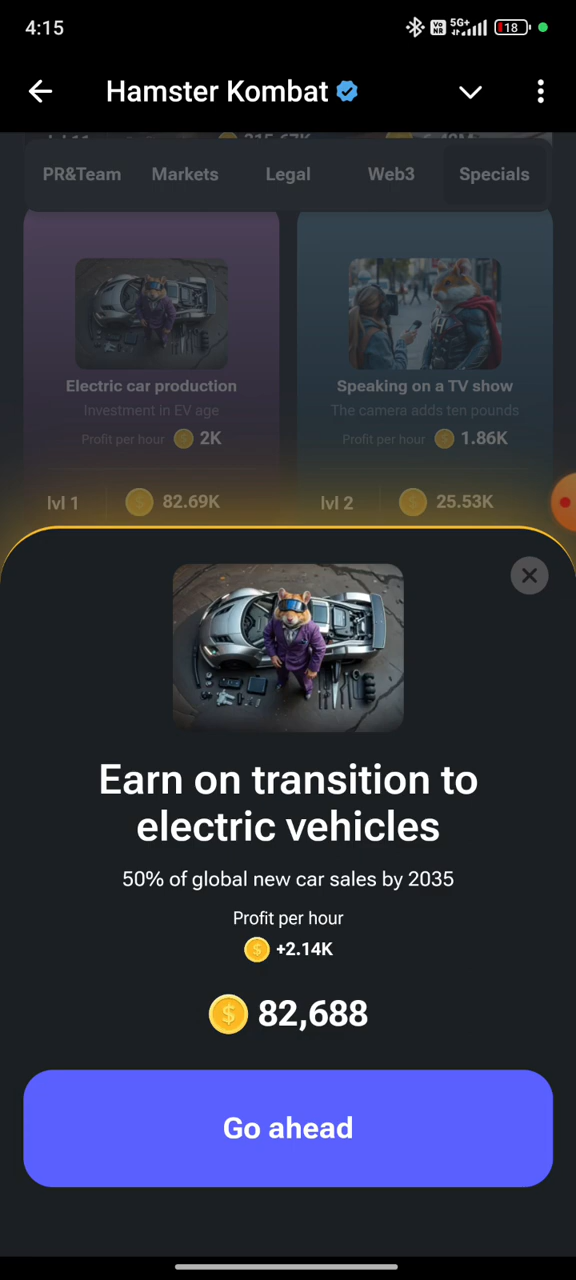 4:15
Vo NR 5G+ 18
Hamster Kombat
PR&Team Markets Legal Web3 Specials
Electric car production
Investment in EV age
Profit per hour 2K
lvl 1 82.69K
Speaking on a TV show
The camera adds ten pounds
Profit per hour 1.86K
lvl 2 25.53K
Earn on transition to
electric vehicles
50% of global new car sales by 2035
Profit per hour
+2.14K
82,688
Go ahead